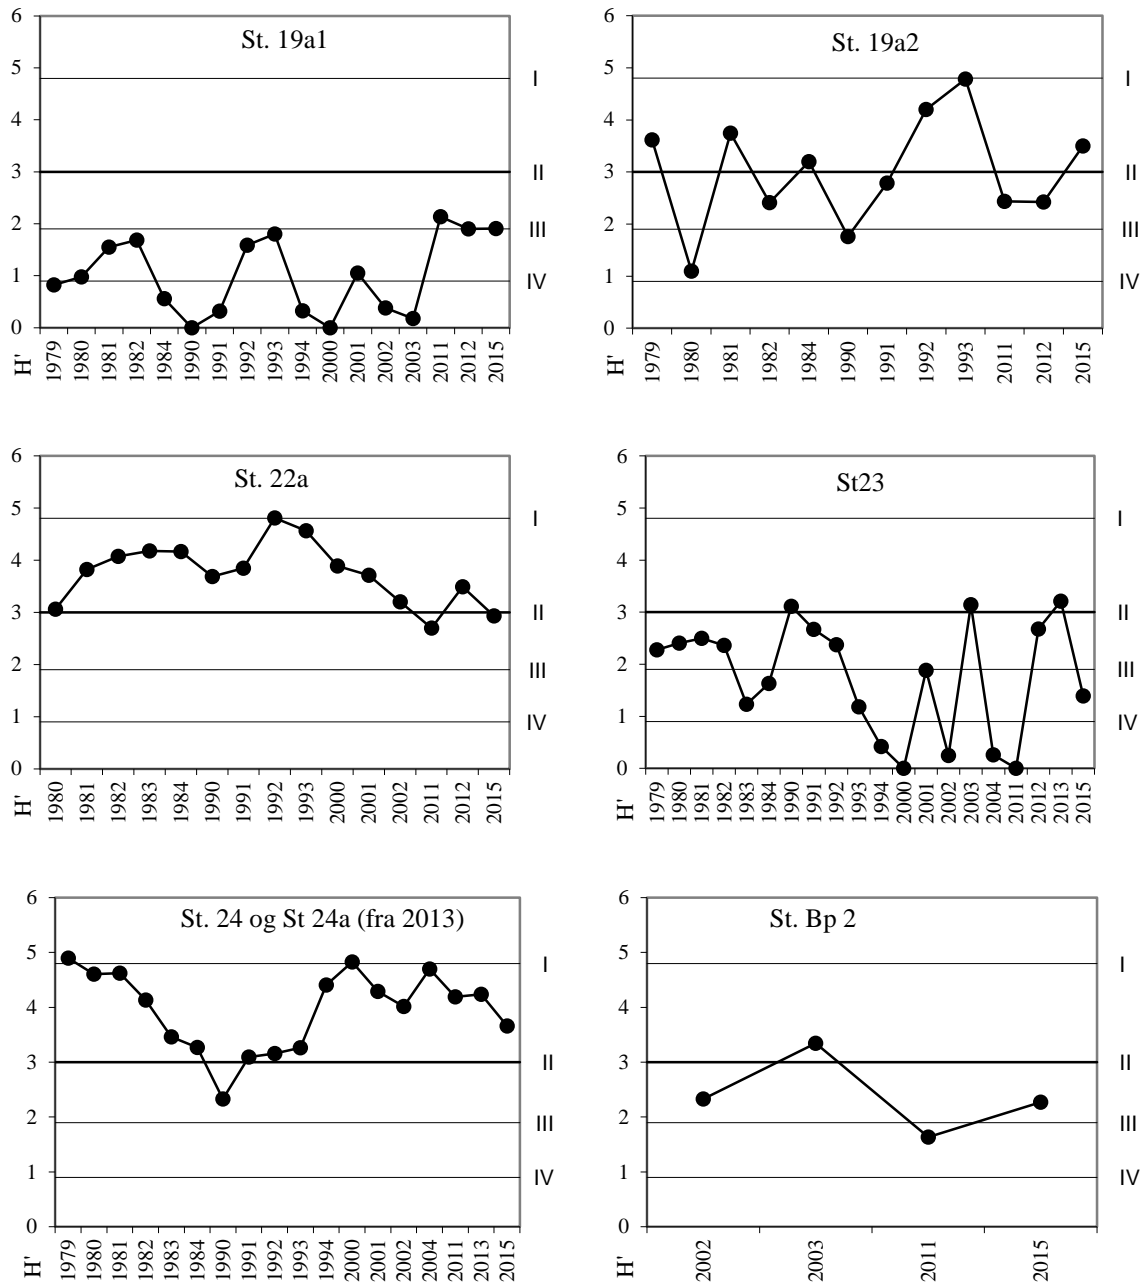 St. 19a1
6
5
4
3
2
1
0
I
II
III
IV
H'
1979 1980 1981 1982 1984 1990 1991 1992 1993 1994 2000 2001 2002 2003 2011 2012 2015
St. 19a2
6
5
4
3
2
1
0
I
II
III
IV
H'
1979 1980 1981 1982 1984 1990 1991 1992 1993 2011 2012 2015
St. 22a
6
5
4
3
2
1
0
I
II
III
IV
H'
1980 1981 1982 1983 1984 1990 1991 1992 1993 2000 2001 2002 2011 2012 2015
St23
6
5
4
3
2
1
0
I
II
III
IV
H'
1979 1980 1981 1982 1983 1984 1990 1991 1992 1993 1994 2000 2001 2002 2003 2004 2011 2012 2013 2015
St. 24 og St 24a (fra 2013)
6
5
4
3
2
1
0
I
II
III
IV
H'
1979 1980 1981 1982 1983 1984 1990 1991 1992 1993 1994 2000 2001 2002 2004 2011 2013 2015
St. Bp 2
6
5
4
3
2
1
0
I
II
III
IV
H'
2002 2003 2011 2015